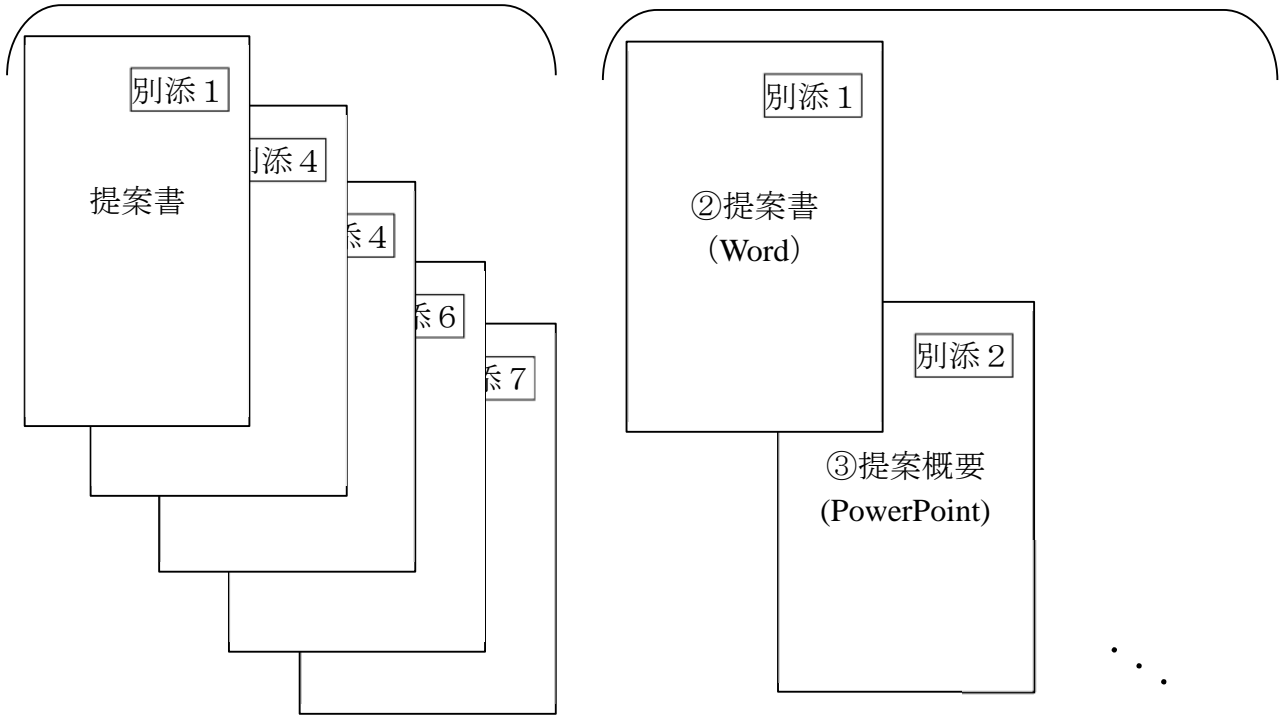 別添１
提案書
別添４
添４
添６
添７
別添１
②提案書
（Word）
別添２
③提案概要
(PowerPoint)